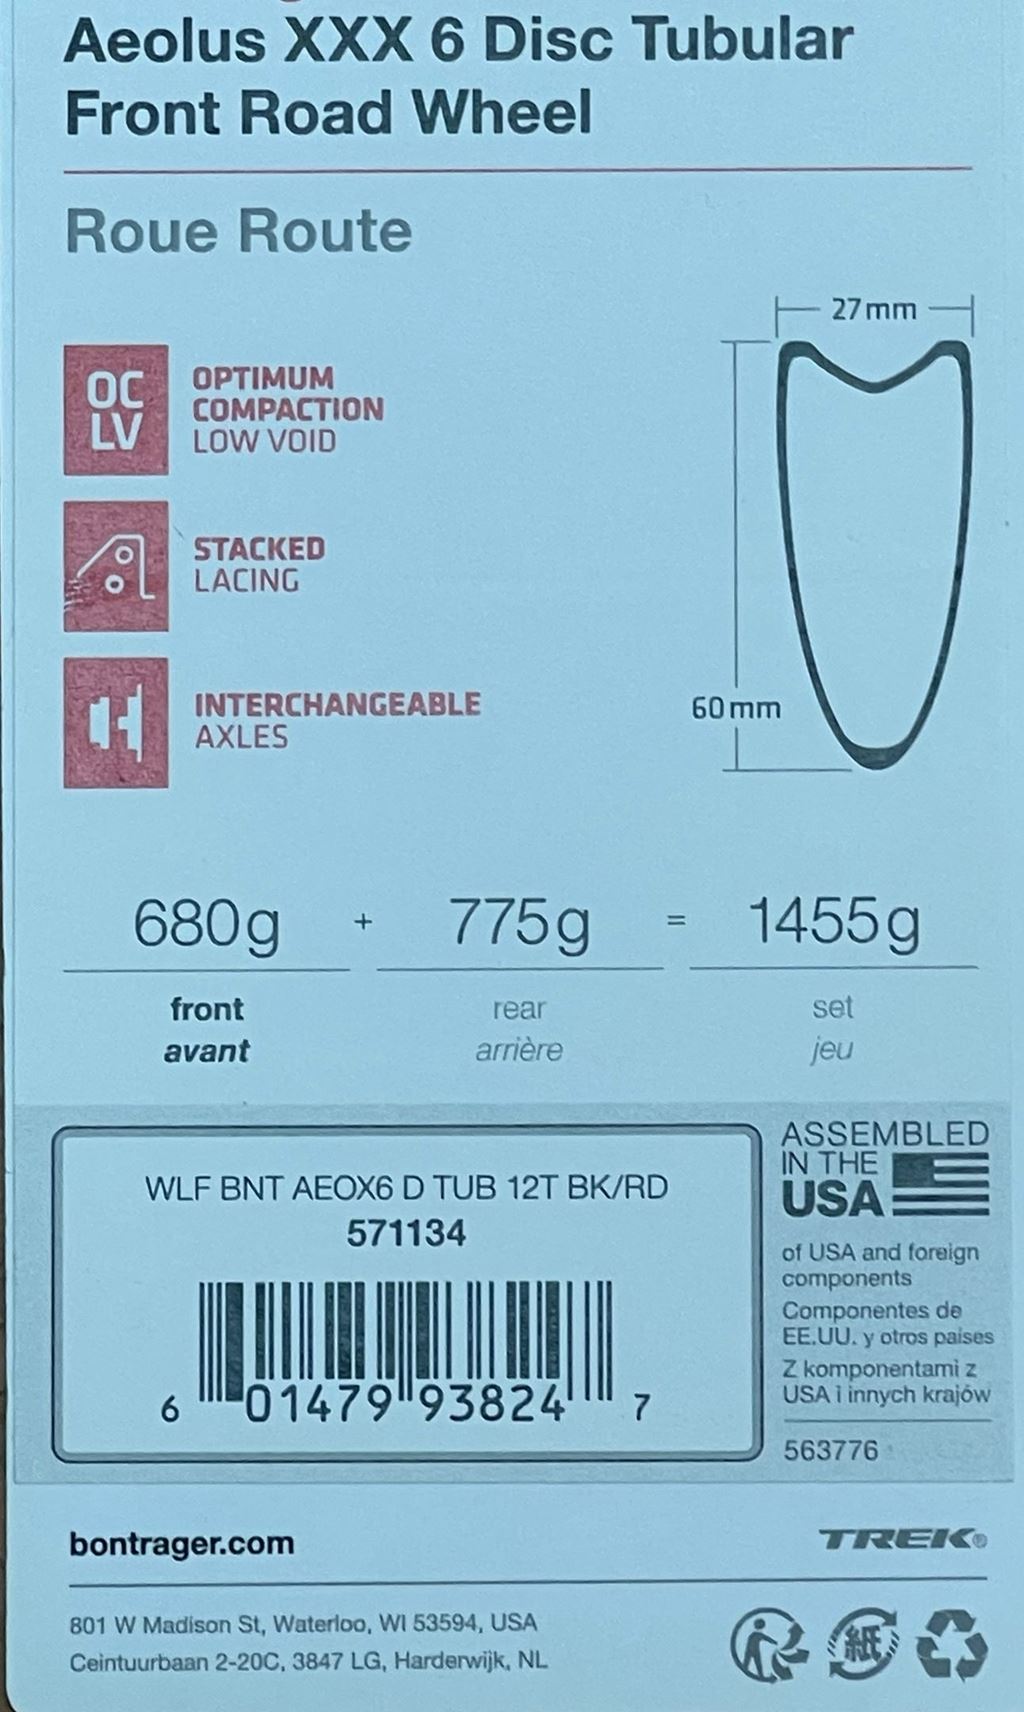 Aeolus XXX 6 Disc Tubular
Front Road Wheel
Roue Route
27mm
OC
LV
OPTIMUM
COMPACTION
LOW VOID
STACKED
LACING
INTERCHANGEABLE
AXLES
60mm
680g + 775g = 1455g
front rear set
avant arrière jeu
WLF BNT AEOX6 D TUB 12T BK/RD
571134
6 01479 93824 7
ASSEMBLED
IN THE
USA
of USA and foreign
components
Componentes de
EE.UU. y otros paises
Z komponentami z
USA i innych krajów
563776
bontrager.com
TREK®
801 W Madison St, Waterloo, WI 53594, USA
Ceintuurbaan 2-20C, 3847 LG, Harderwijk, NL
紙